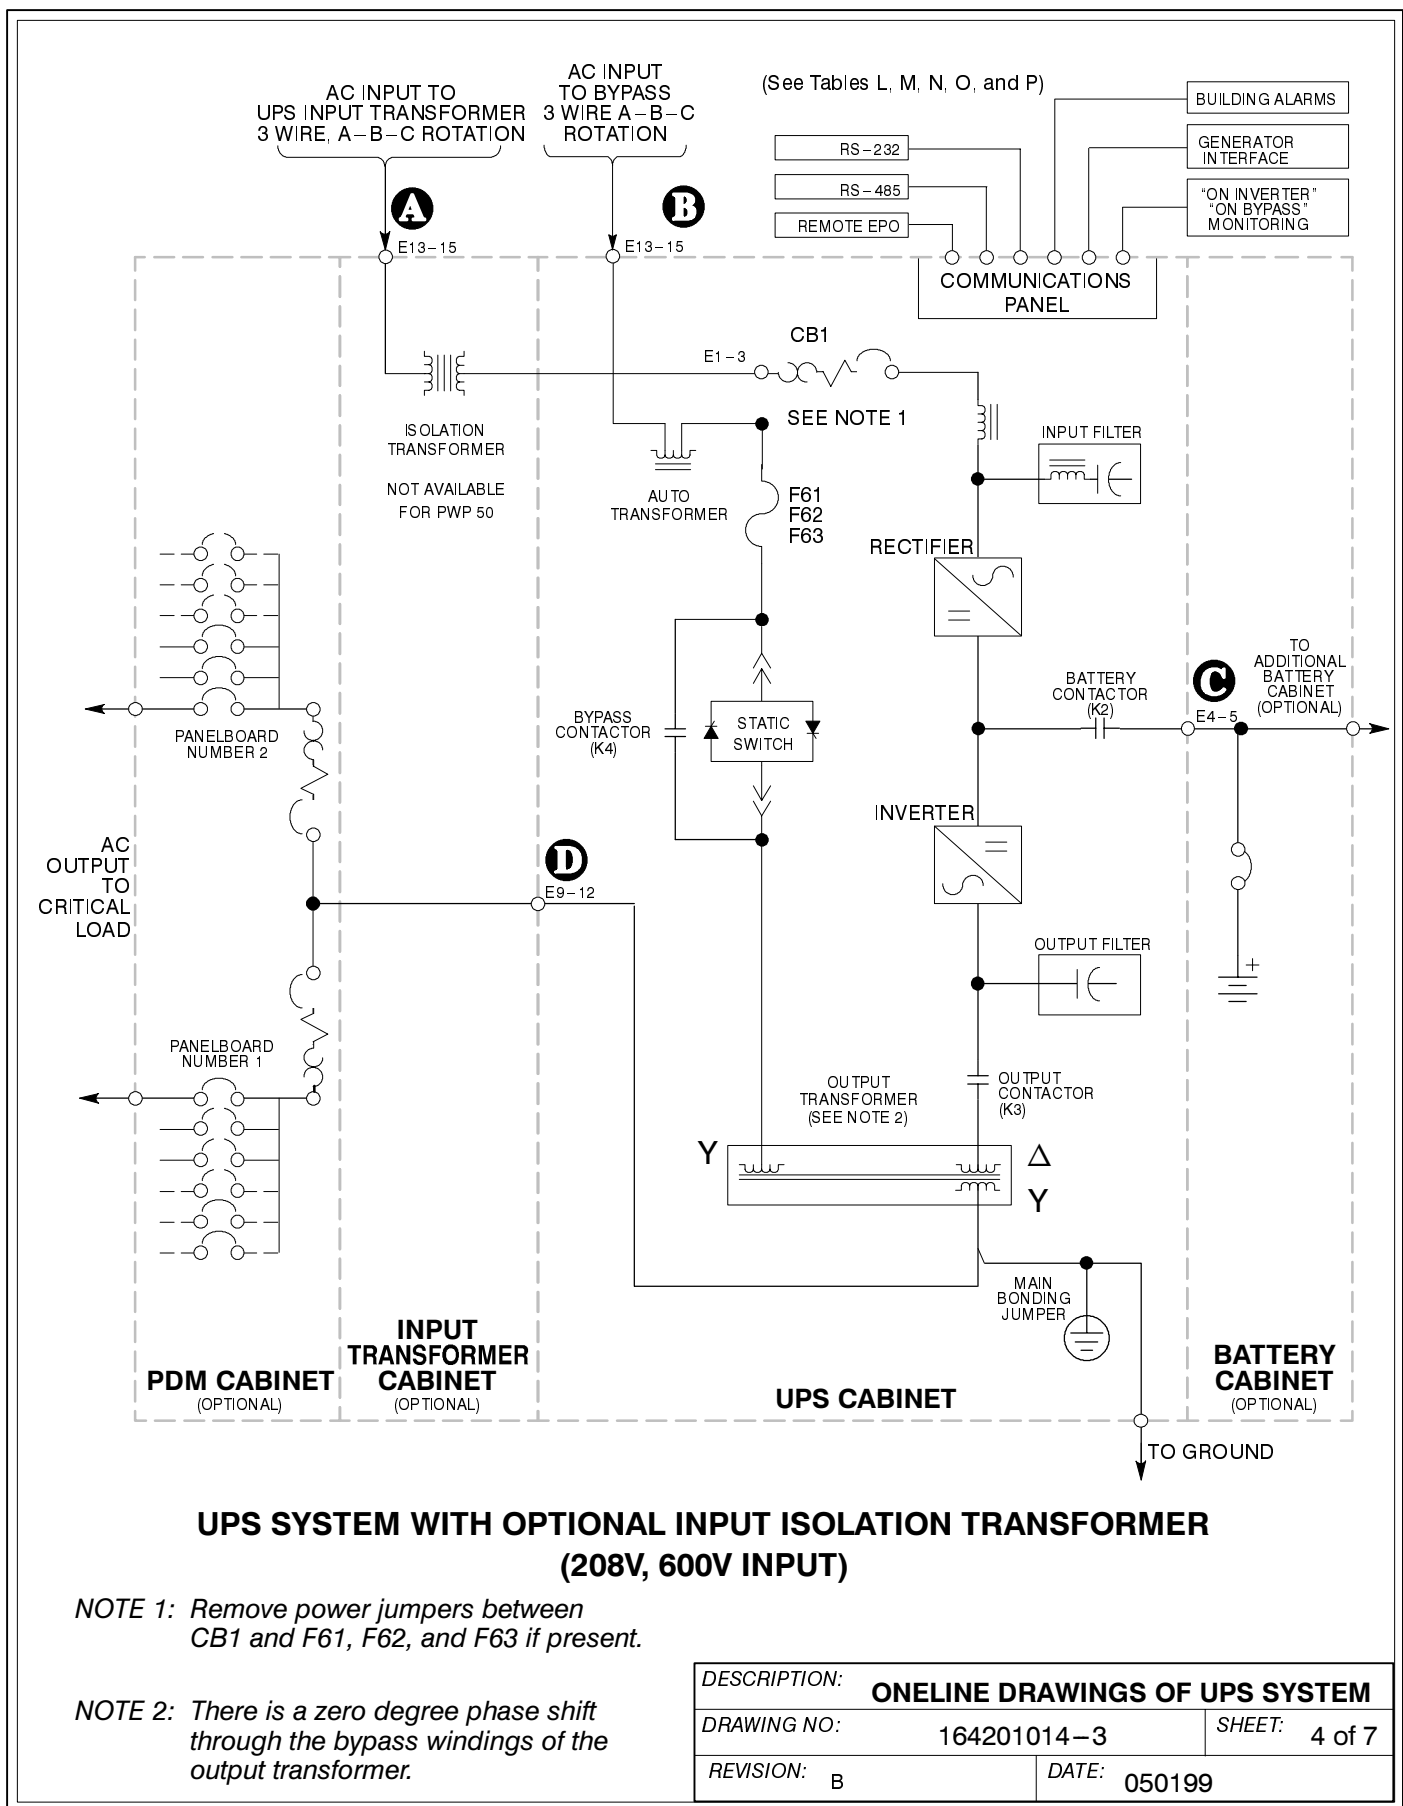 AC INPUT TO
UPS INPUT TRANSFORMER
3 WIRE, A–B–C ROTATION
AC INPUT
TO BYPASS
3 WIRE A–B–C
ROTATION
(See Tables L, M, N, O, and P)
BUILDING ALARMS
RS–232
GENERATOR
INTERFACE
RS–485
"ON INVERTER"
"ON BYPASS"
MONITORING
REMOTE EPO
A
B
E13–15
E13–15
COMMUNICATIONS
PANEL
CB1
E1–3
SEE NOTE 1
ISOLATION
TRANSFORMER
NOT AVAILABLE
FOR PWP 50
INPUT FILTER
AUTO
TRANSFORMER
F61
F62
F63
RECTIFIER
TO
ADDITIONAL
BATTERY
CABINET
(OPTIONAL)
C
BATTERY
CONTACTOR
(K2)
E4–5
BYPASS
CONTACTOR
(K4)
STATIC
SWITCH
PANELBOARD
NUMBER 2
INVERTER
AC
OUTPUT
TO
CRITICAL
LOAD
D
E9–12
OUTPUT FILTER
+
PANELBOARD
NUMBER 1
OUTPUT
TRANSFORMER
(SEE NOTE 2)
OUTPUT
CONTACTOR
(K3)
Y
Δ
Y
MAIN
BONDING
JUMPER
PDM CABINET
(OPTIONAL)
INPUT
TRANSFORMER
CABINET
(OPTIONAL)
UPS CABINET
BATTERY
CABINET
(OPTIONAL)
TO GROUND
UPS SYSTEM WITH OPTIONAL INPUT ISOLATION TRANSFORMER
(208V, 600V INPUT)
NOTE 1: Remove power jumpers between
CB1 and F61, F62, and F63 if present.
NOTE 2: There is a zero degree phase shift
through the bypass windings of the
output transformer.
DESCRIPTION: ONELINE DRAWINGS OF UPS SYSTEM
DRAWING NO: 164201014–3 SHEET: 4 of 7
REVISION: B DATE: 050199